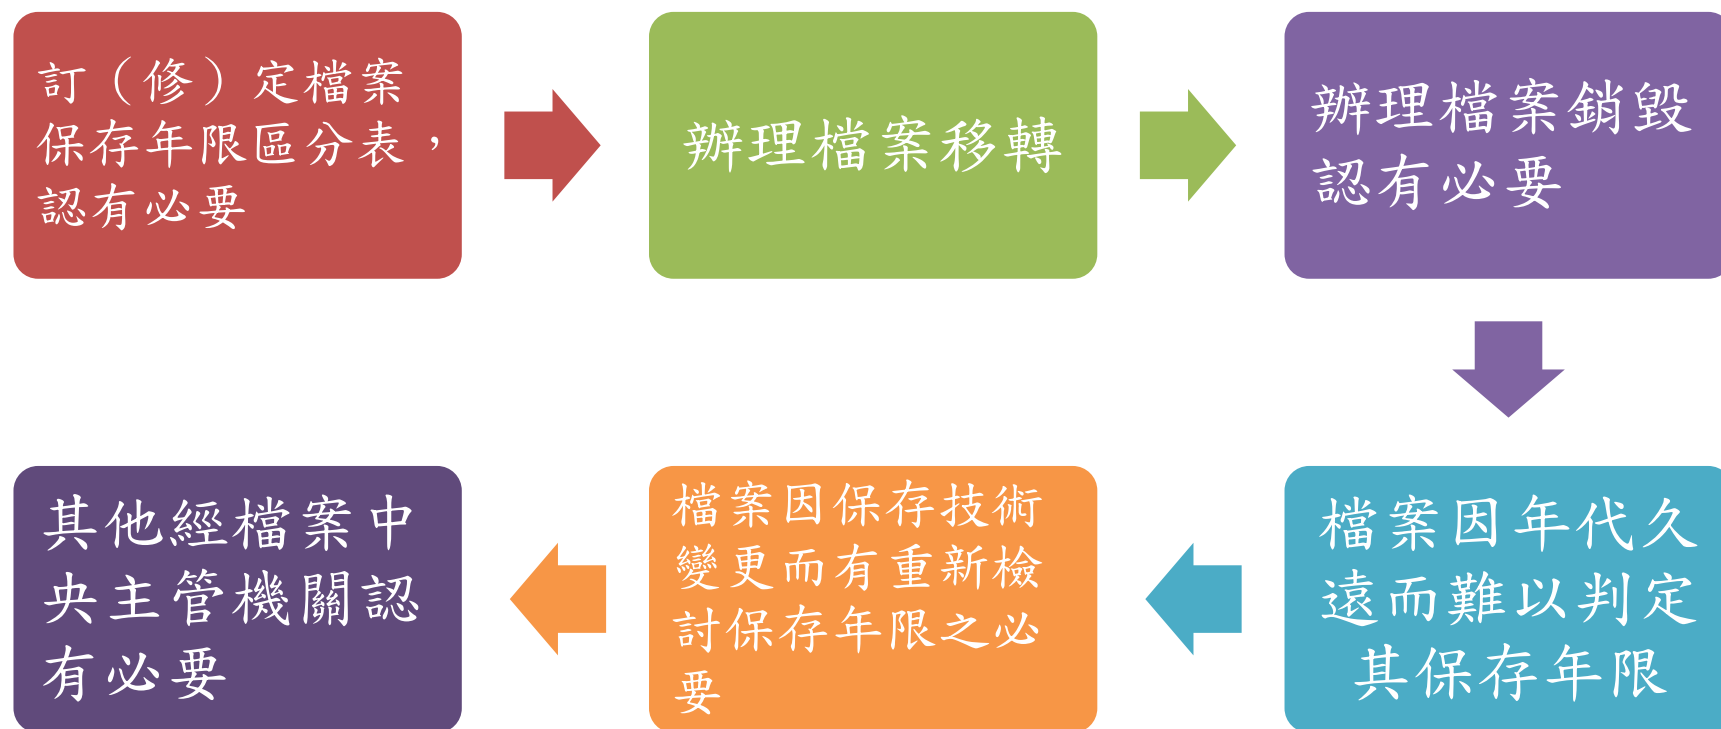 訂（修）定檔案
保存年限區分表，
認有必要
辦理檔案移轉
辦理檔案銷毀
認有必要
檔案因年代久
遠而難以判定
其保存年限
檔案因保存技術
變更而有重新檢
討保存年限之必
要
其他經檔案中
央主管機關認
有必要